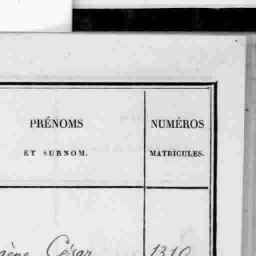 PRÉNOMS
ET SURNOM.
NUMÉROS
MATRICULES.
César 1310